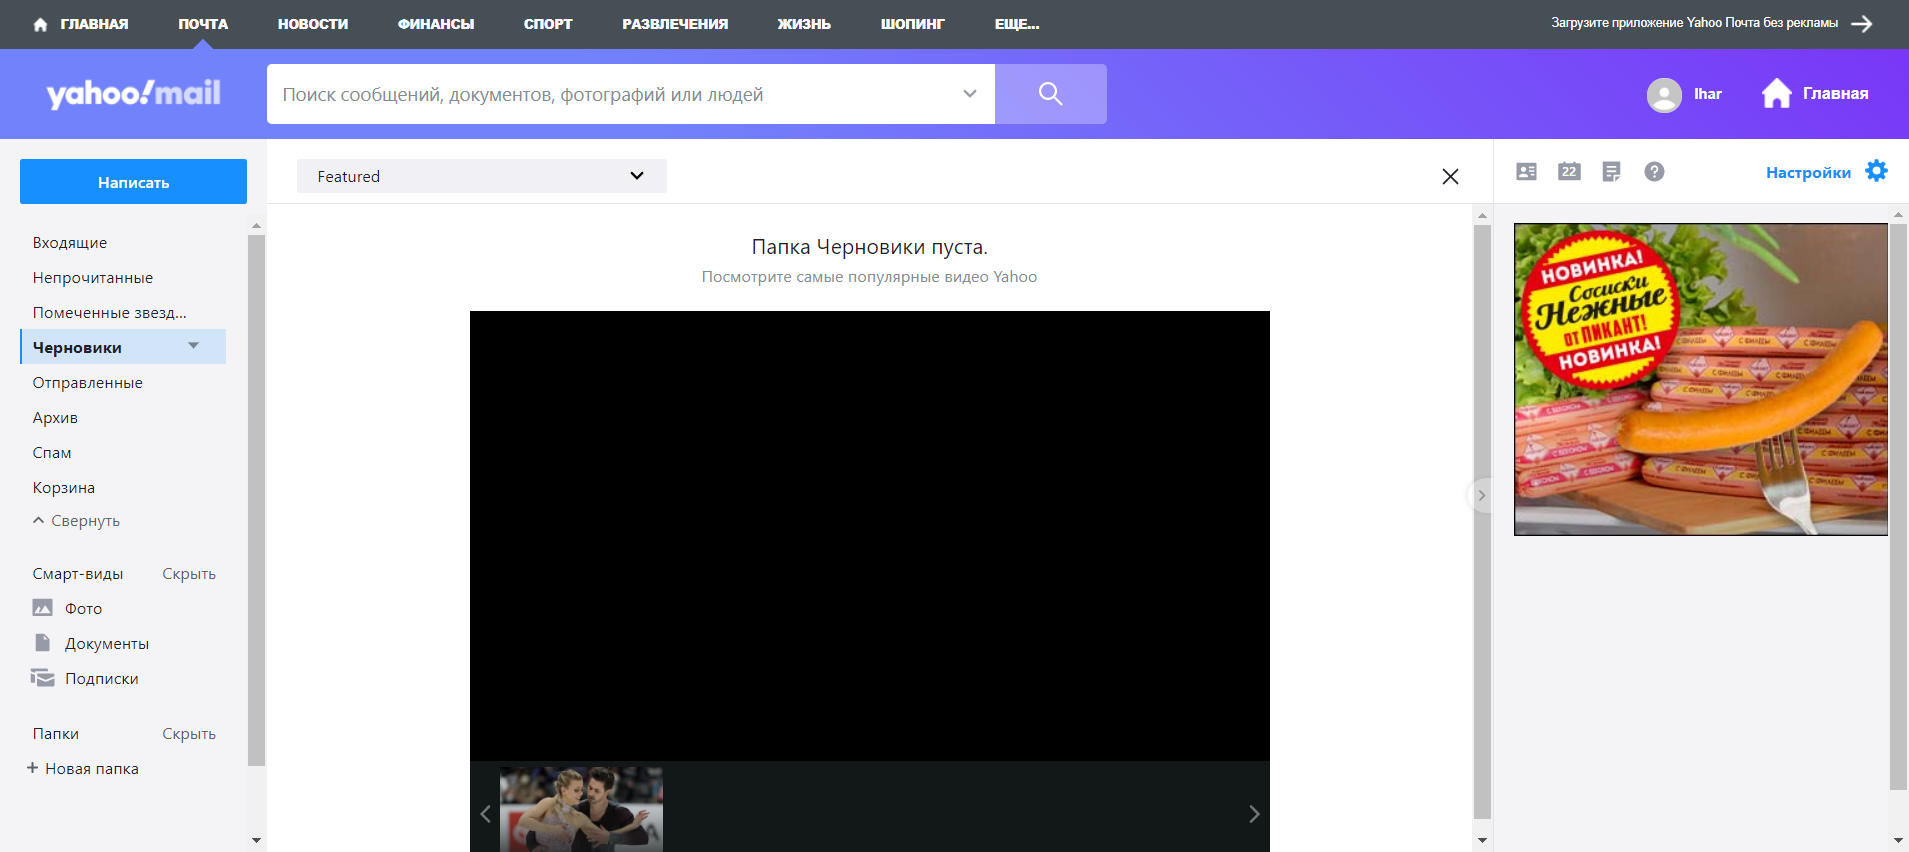 ГЛАВНАЯ ПОЧТА НОВОСТИ ФИНАНСЫ СПОРТ РАЗВЛЕЧЕНИЯ ЖИЗНЬ ШОПИНГ ЕЩЕ... Загрузите приложение Yahoo Почта без рекламы
yahoo!mail Поиск сообщений, документов, фотографий или людей Ihar Главная
Написать Featured 22 Настройки
Входящие
Непрочитанные
Помеченные звезд...
Черновики
Отправленные
Архив
Спам
Корзина
Свернуть
Смарт-виды Скрыть
Фото
Документы
Подписки
Папки Скрыть
+ Новая папка
Папка Черновики пуста.
Посмотрите самые популярные видео Yahoo
НОВИНКА!
Сосиски
Нежные
от ПИКАНТ!
НОВИНКА!